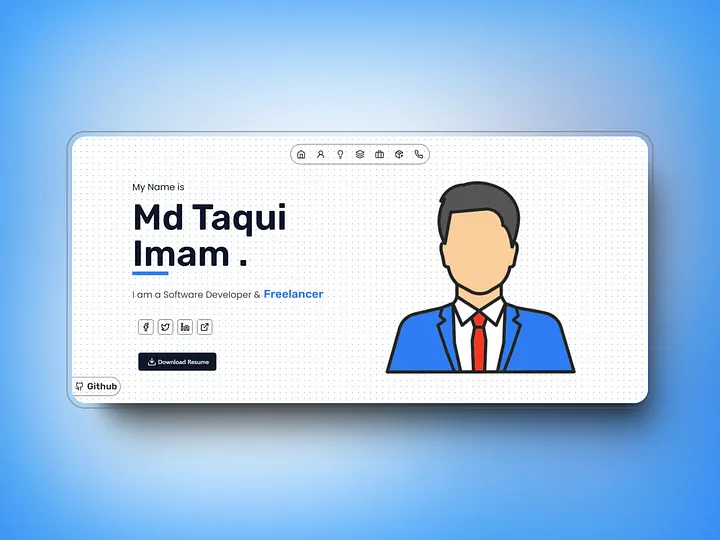 My Name is
Md Taqui
Imam .
I am a Software Developer & Freelancer
Download Resume
Github